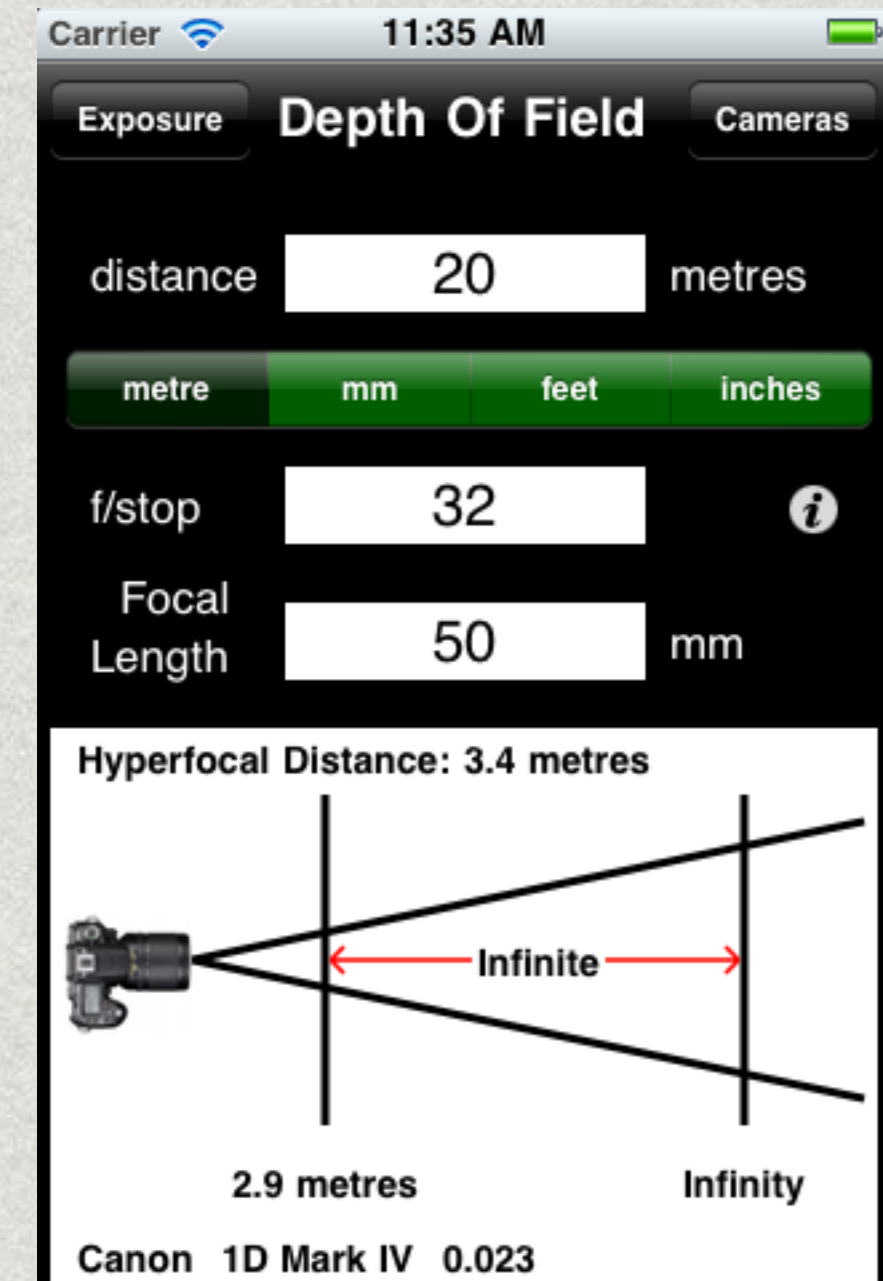 Carrier 11:35 AM
Exposure Depth Of Field Cameras
distance 20 metres
metre mm feet inches
f/stop 32 i
Focal
Length 50 mm
Hyperfocal Distance: 3.4 metres
Infinite
2.9 metres Infinity
Canon 1D Mark IV 0.023